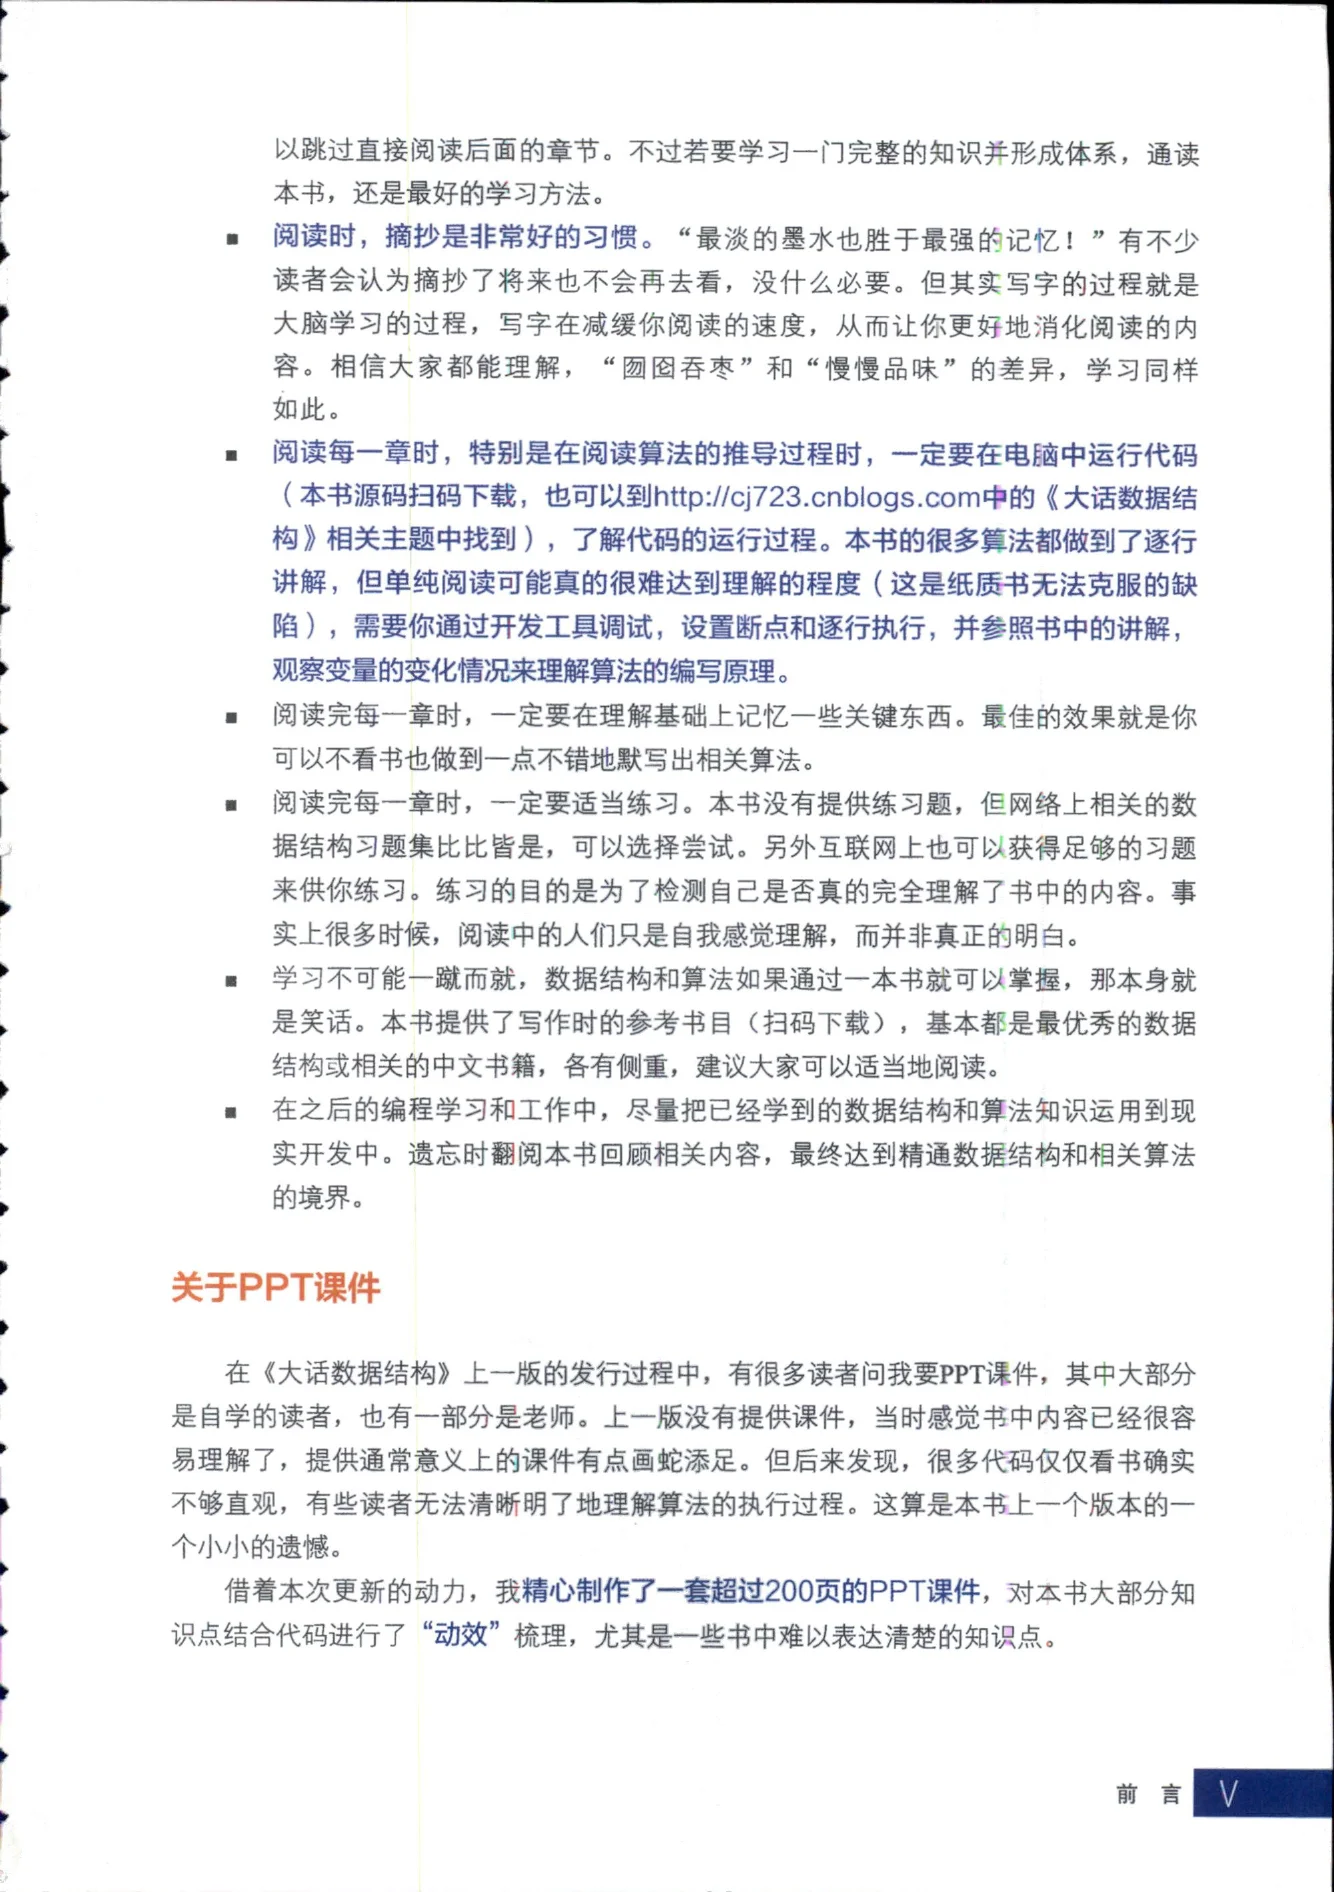 以跳过直接阅读后面的章节。不过若要学习一门完整的知识并形成体系，通读
本书，还是最好的学习方法。
■ 阅读时，摘抄是非常好的习惯。“最淡的墨水也胜于最强的记忆！”有不少
读者会认为摘抄了将来也不会再去看，没什么必要。但其实写字的过程就是
大脑学习的过程，写字在减缓你阅读的速度，从而让你更好地消化阅读的内
容。相信大家都能理解，“囫囵吞枣”和“慢慢品味”的差异，学习同样
如此。
■ 阅读每一章时，特别是在阅读算法的推导过程时，一定要在电脑中运行代码
（本书源码扫码下载，也可以到http://cj723.cnblogs.com中的《大话数据结
构》相关主题中找到），了解代码的运行过程。本书的很多算法都做到了逐行
讲解，但单纯阅读可能真的很难达到理解的程度（这是纸质书无法克服的缺
陷），需要你通过开发工具调试，设置断点和逐行执行，并参照书中的讲解，
观察变量的变化情况来理解算法的编写原理。
■ 阅读完每一章时，一定要在理解基础上记忆一些关键东西。最佳的效果就是你
可以不看书也做到一点不错地默写出相关算法。
■ 阅读完每一章时，一定要适当练习。本书没有提供练习题，但网络上相关的数
据结构习题集比比皆是，可以选择尝试。另外互联网上也可以获得足够的习题
来供你练习。练习的目的是为了检测自己是否真的完全理解了书中的内容。事
实上很多时候，阅读中的人们只是自我感觉理解，而并非真正的明白。
■ 学习不可能一蹴而就，数据结构和算法如果通过一本书就可以掌握，那本身就
是笑话。本书提供了写作时的参考书目（扫码下载），基本都是最优秀的数据
结构或相关的中文书籍，各有侧重，建议大家可以适当地阅读。
■ 在之后的编程学习和工作中，尽量把已经学到的数据结构和算法知识运用到现
实开发中。遗忘时翻阅本书回顾相关内容，最终达到精通数据结构和相关算法
的境界。
关于PPT课件
在《大话数据结构》上一版的发行过程中，有很多读者问我要PPT课件，其中大部分
是自学的读者，也有一部分是老师。上一版没有提供课件，当时感觉书中内容已经很容
易理解了，提供通常意义上的课件有点画蛇添足。但后来发现，很多代码仅仅看书确实
不够直观，有些读者无法清晰明了地理解算法的执行过程。这算是本书上一个版本的一
个小小的遗憾。
借着本次更新的动力，我精心制作了一套超过200页的PPT课件，对本书大部分知
识点结合代码进行了“动效”梳理，尤其是一些书中难以表达清楚的知识点。
前 言 V